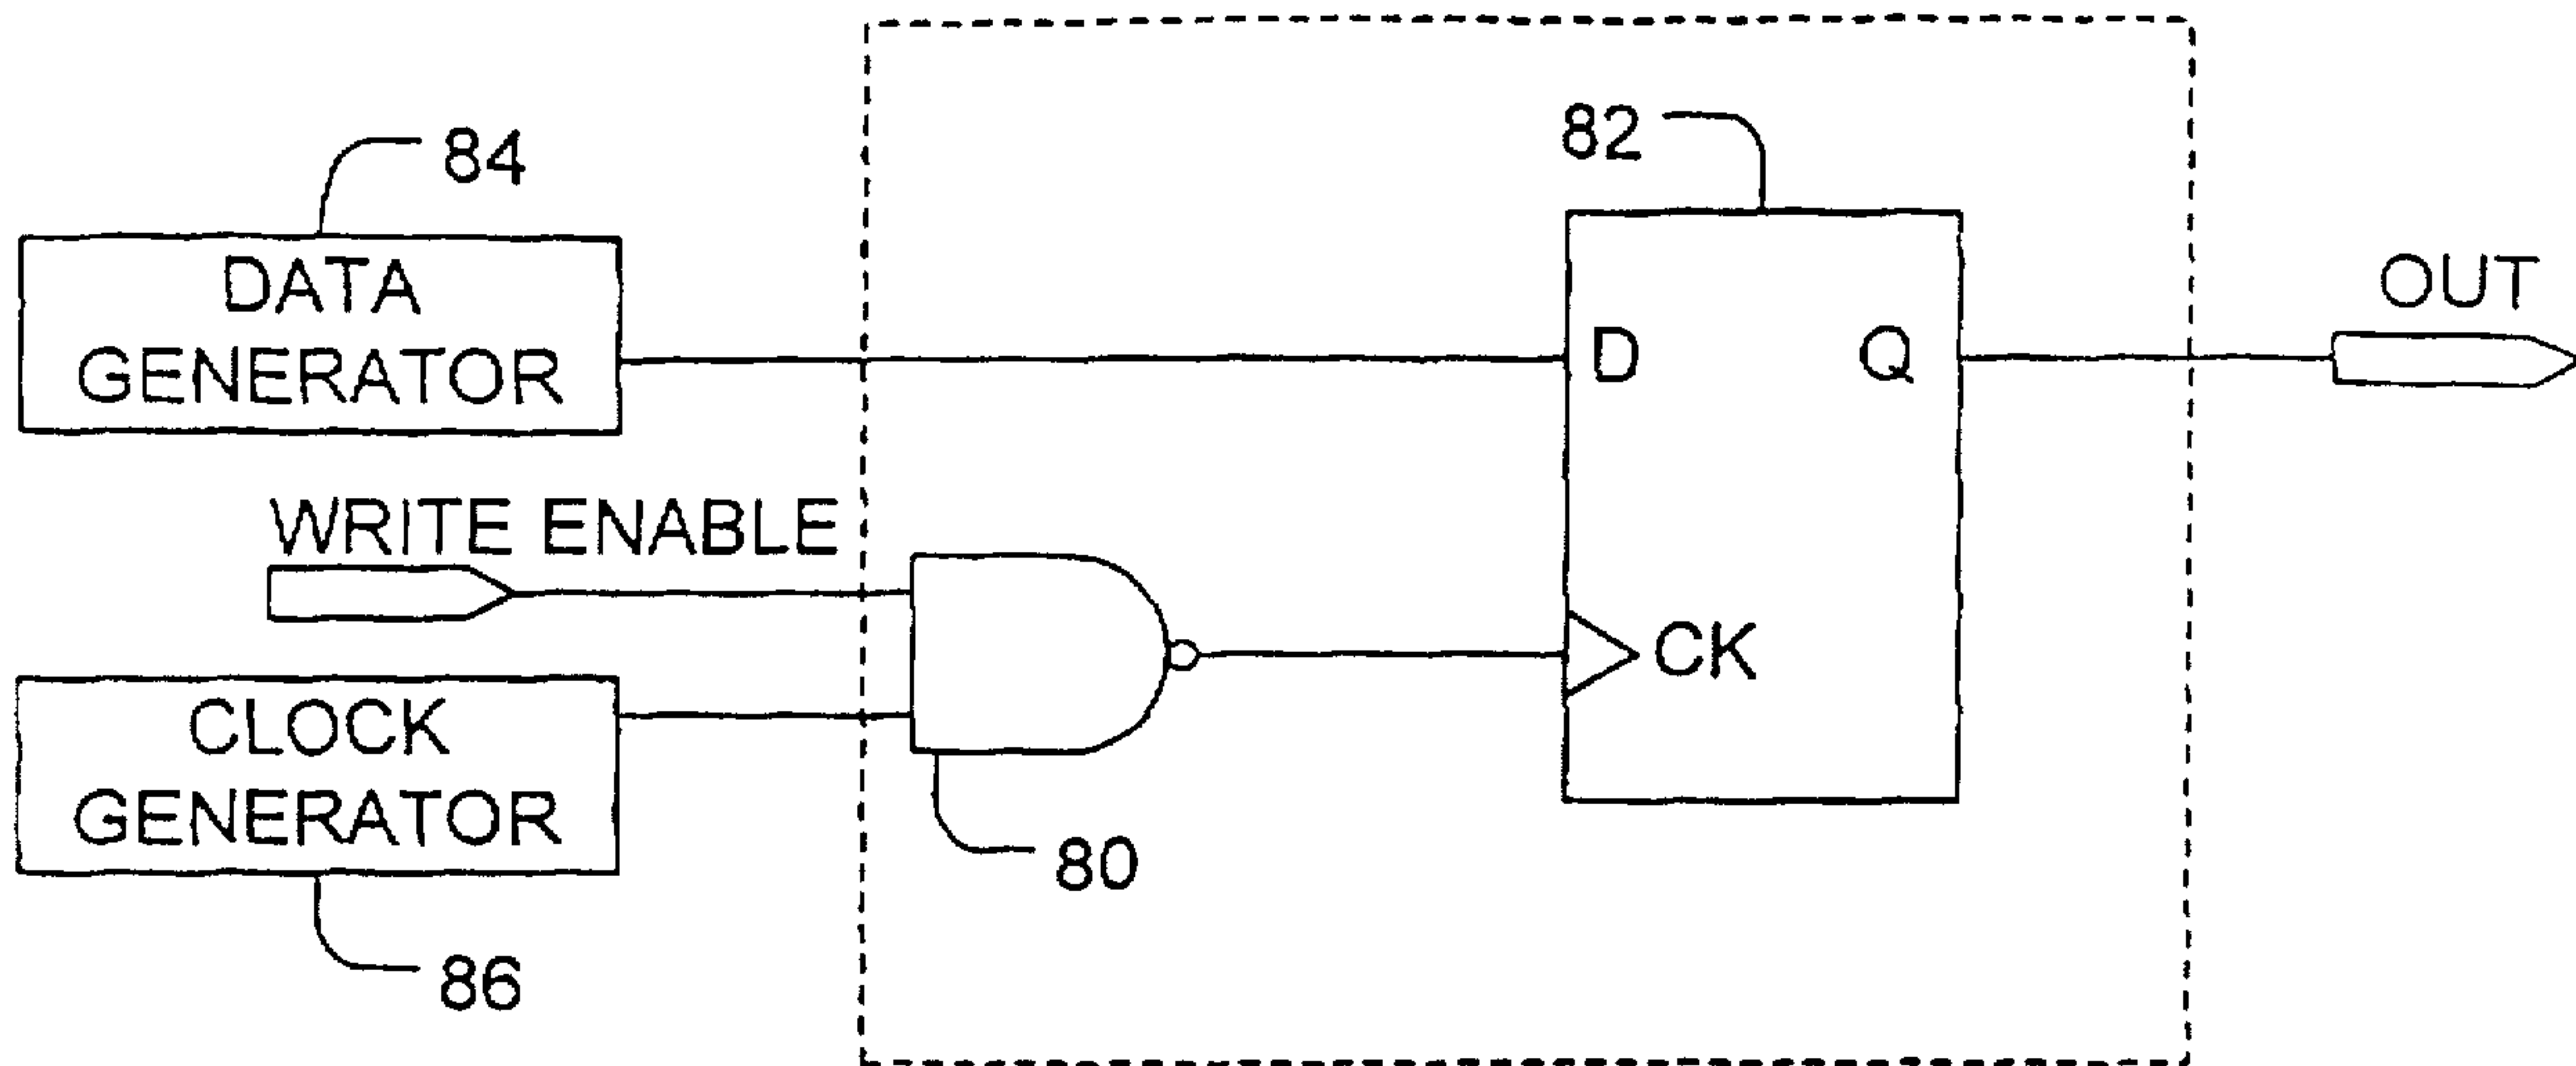 84
82
DATA
GENERATOR
OUT
D
Q
WRITE ENABLE
CK
CLOCK
GENERATOR
80
86